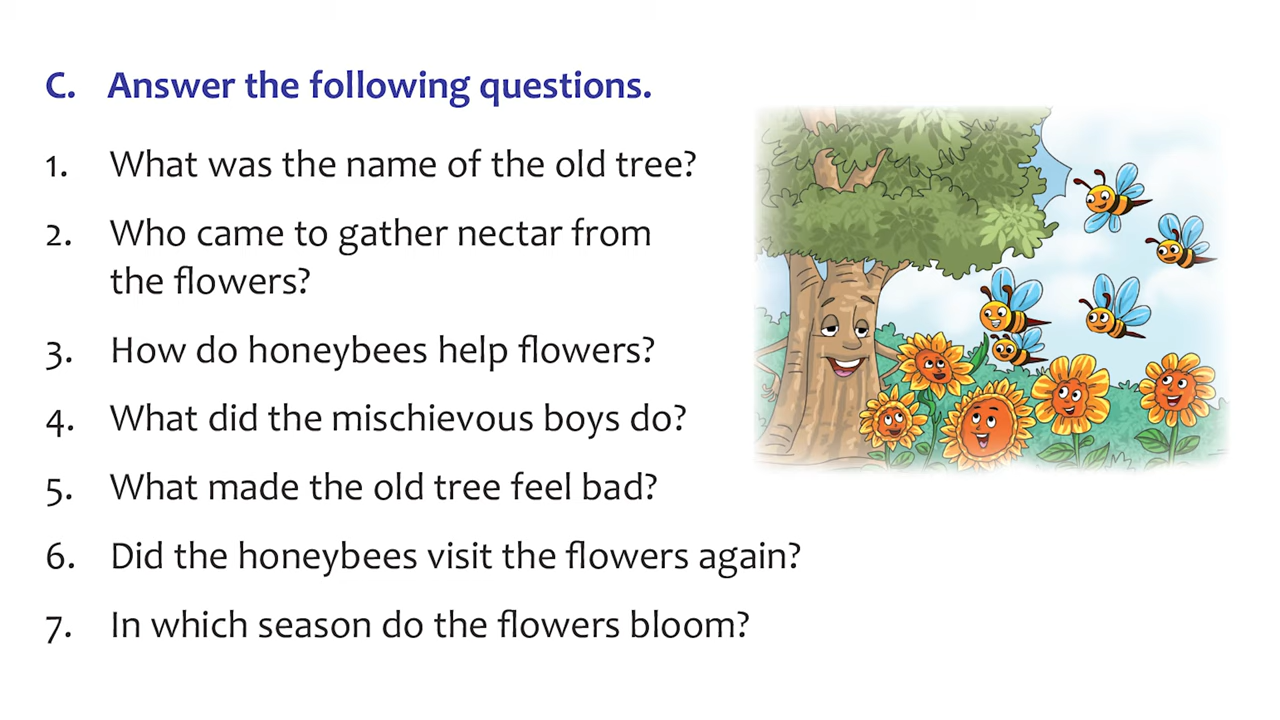 C. Answer the following questions.
1. What was the name of the old tree?
2. Who came to gather nectar from
the flowers?
3. How do honeybees help flowers?
4. What did the mischievous boys do?
5. What made the old tree feel bad?
6. Did the honeybees visit the flowers again?
7. In which season do the flowers bloom?